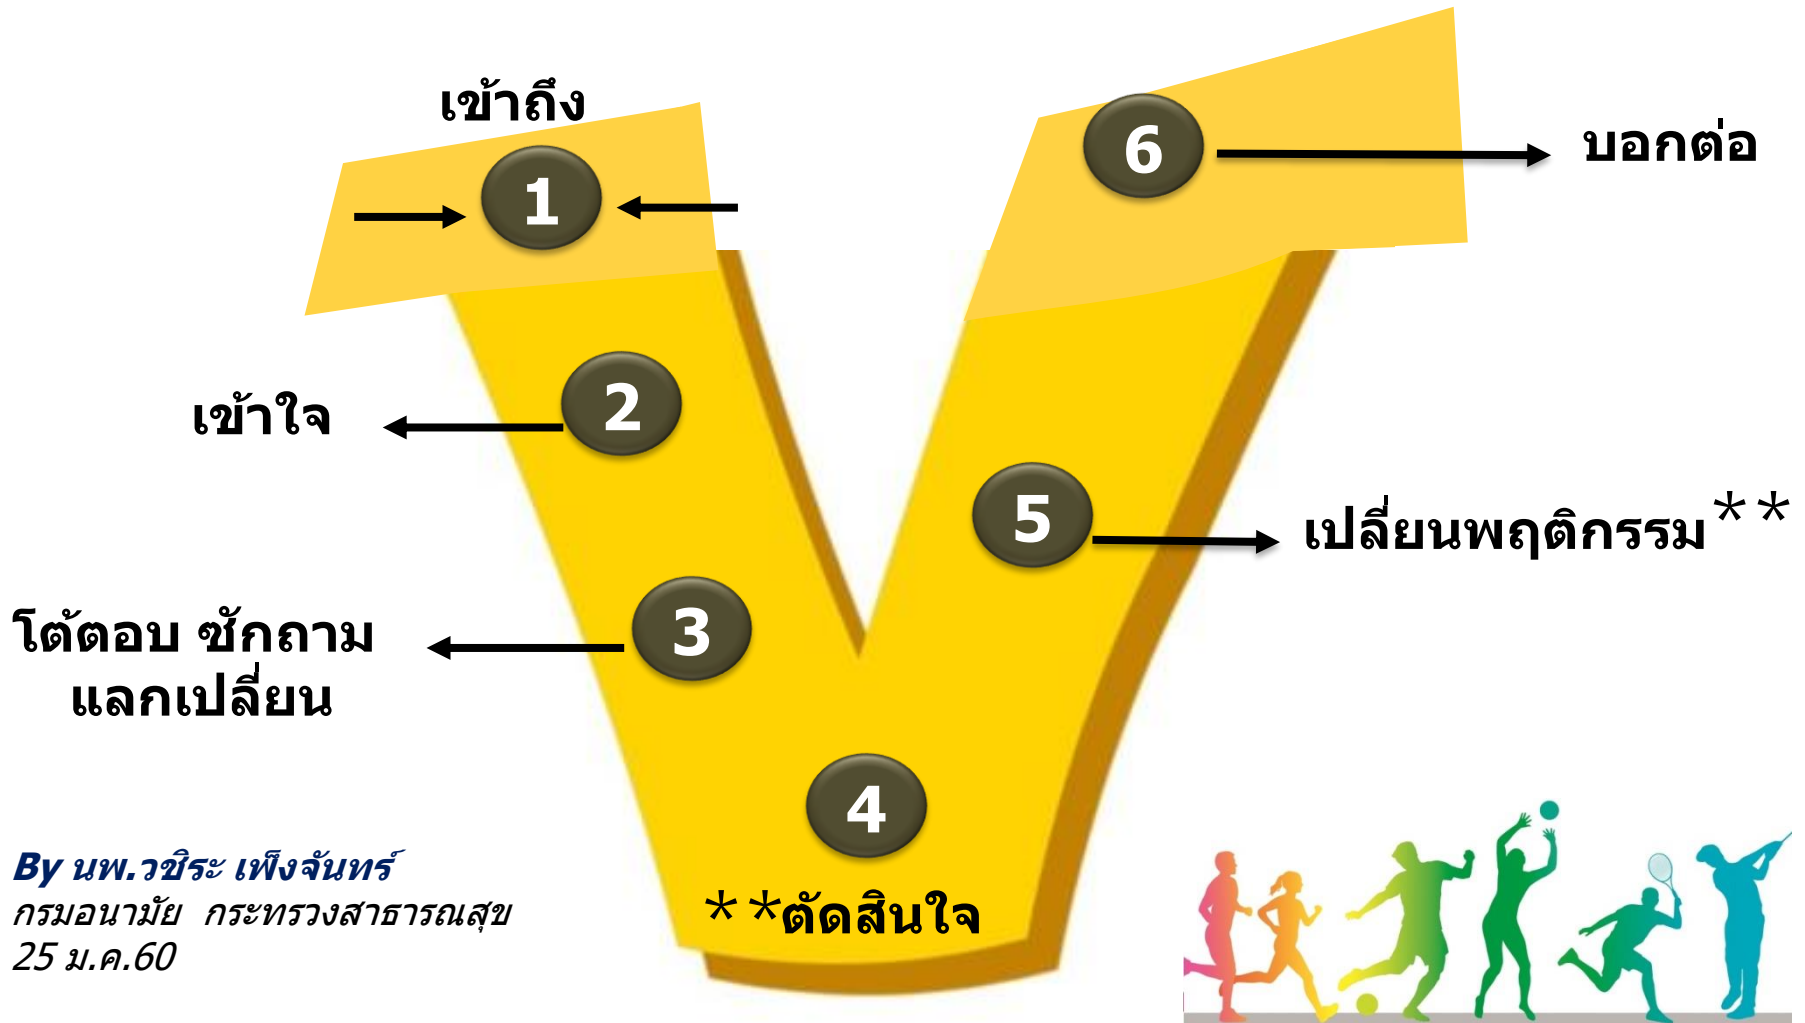 เข้าถึง
1
6
บอกต่อ
2
เข้าใจ
5
เปลี่ยนพฤติกรรม**
3
โต้ตอบ ซักถาม
แลกเปลี่ยน
4
**ตัดสินใจ
By นพ.วชิระ เพ็งจันทร์
กรมอนามัย กระทรวงสาธารณสุข
25 ม.ค.60